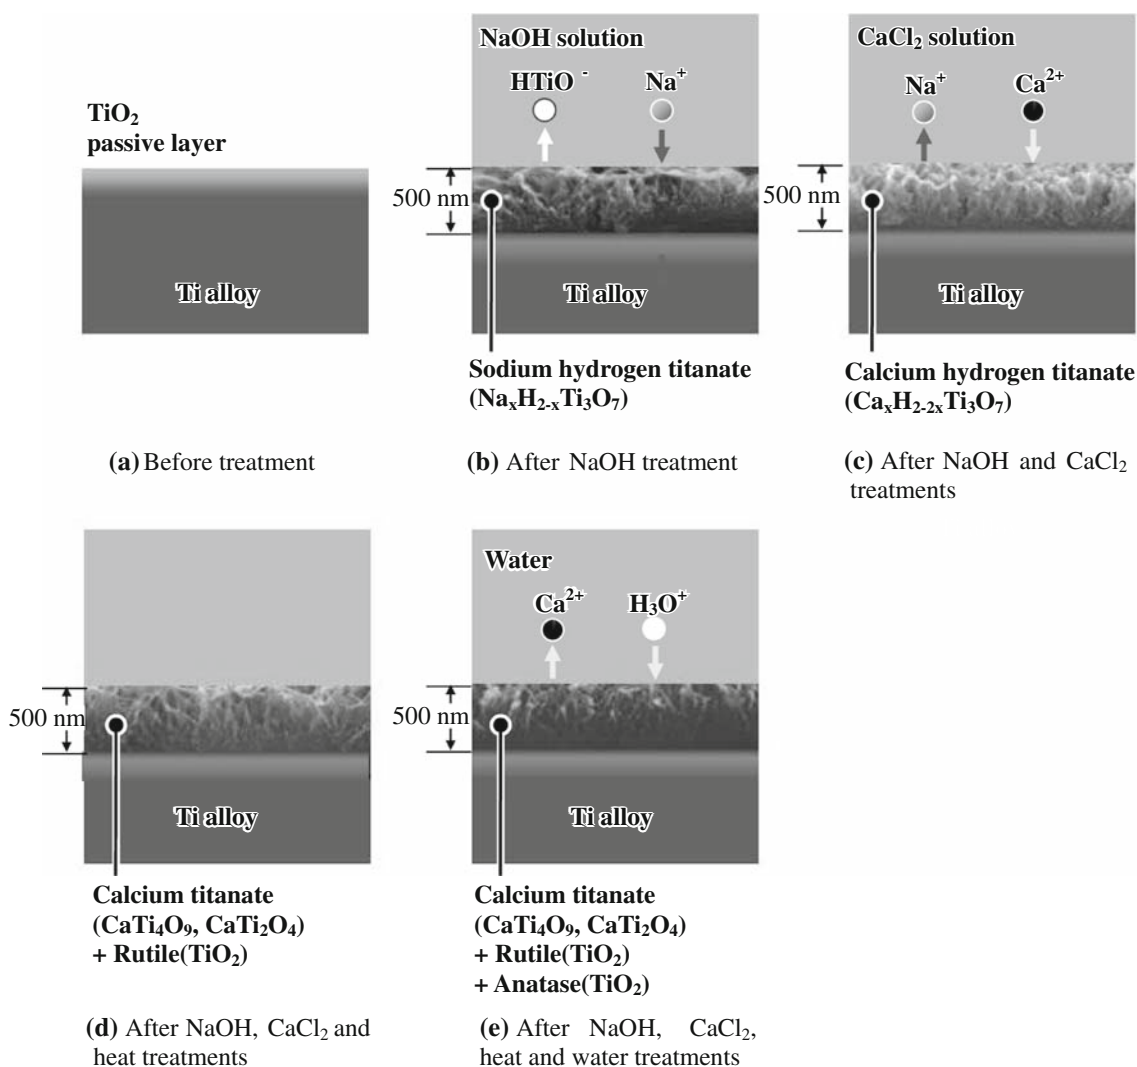 TiO₂
passive layer
Ti alloy
(a) Before treatment
NaOH solution
HTiO⁻ Na⁺
500 nm
Ti alloy
Sodium hydrogen titanate
(NaₓH₂₋ₓTi₃O₇)
(b) After NaOH treatment
CaCl₂ solution
Na⁺ Ca²⁺
500 nm
Ti alloy
Calcium hydrogen titanate
(CaₓH₂₋₂ₓTi₃O₇)
(c) After NaOH and CaCl₂
treatments
500 nm
Ti alloy
Calcium titanate
(CaTi₄O₉, CaTi₂O₄)
+ Rutile(TiO₂)
(d) After NaOH, CaCl₂ and
heat treatments
Water
Ca²⁺ H₃O⁺
500 nm
Ti alloy
Calcium titanate
(CaTi₄O₉, CaTi₂O₄)
+ Rutile(TiO₂)
+ Anatase(TiO₂)
(e) After NaOH, CaCl₂,
heat and water treatments